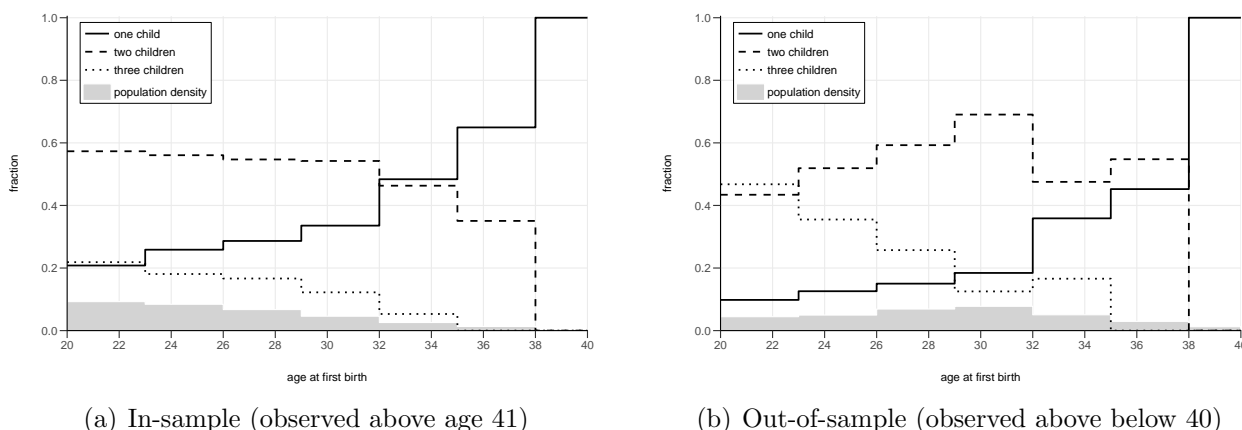 1.0
0.8
0.6
0.4
0.2
0.0
fraction
one child
two children
three children
population density
20 22 24 26 28 30 32 34 36 38 40
age at first birth
(a) In-sample (observed above age 41)
1.0
0.8
0.6
0.4
0.2
0.0
fraction
one child
two children
three children
population density
20 22 24 26 28 30 32 34 36 38 40
age at first birth
(b) Out-of-sample (observed above below 40)